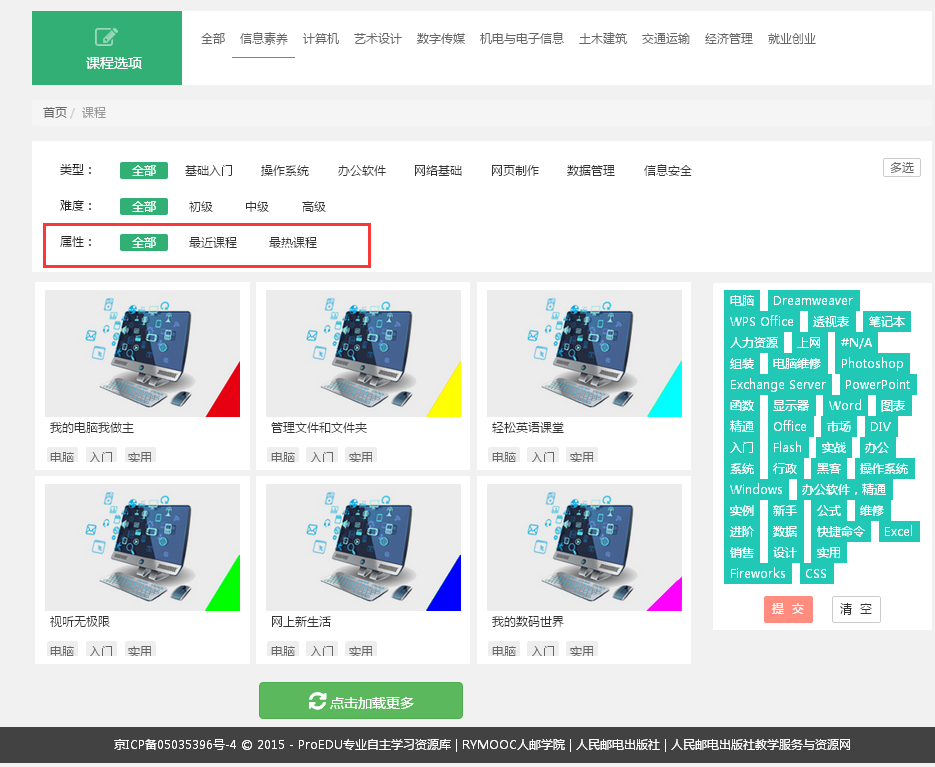 课程选项
全部 信息素养 计算机 艺术设计 数字传媒 机电与电子信息 土木建筑 交通运输 经济管理 就业创业
首页 / 课程
类型： 全部 基础入门 操作系统 办公软件 网络基础 网页制作 数据管理 信息安全 多选
难度： 全部 初级 中级 高级
属性： 全部 最近课程 最热课程
我的电脑我做主 管理文件和文件夹 轻松英语课堂
电脑 入门 实用 电脑 入门 实用 电脑 入门 实用
视听无极限 网上新生活 我的数码世界
电脑 入门 实用 电脑 入门 实用 电脑 入门 实用
点击加载更多
电脑 Dreamweaver
WPS Office 透视表 笔记本
人力资源 上网 #N/A
组装 电脑维修 Photoshop
Exchange Server PowerPoint
函数 显示器 Word 图表
精通 Office 市场 DIV
入门 Flash 实战 办公
系统 行政 黑客 操作系统
Windows 办公软件，精通
实例 新手 公式 维修
进阶 数据 快捷命令 Excel
销售 设计 实用
Fireworks CSS
提 交 清 空
京ICP备05035396号-4 © 2015 - ProEDU专业自主学习资源库 | RYMOOC人邮学院 | 人民邮电出版社 | 人民邮电出版社教学服务与资源网